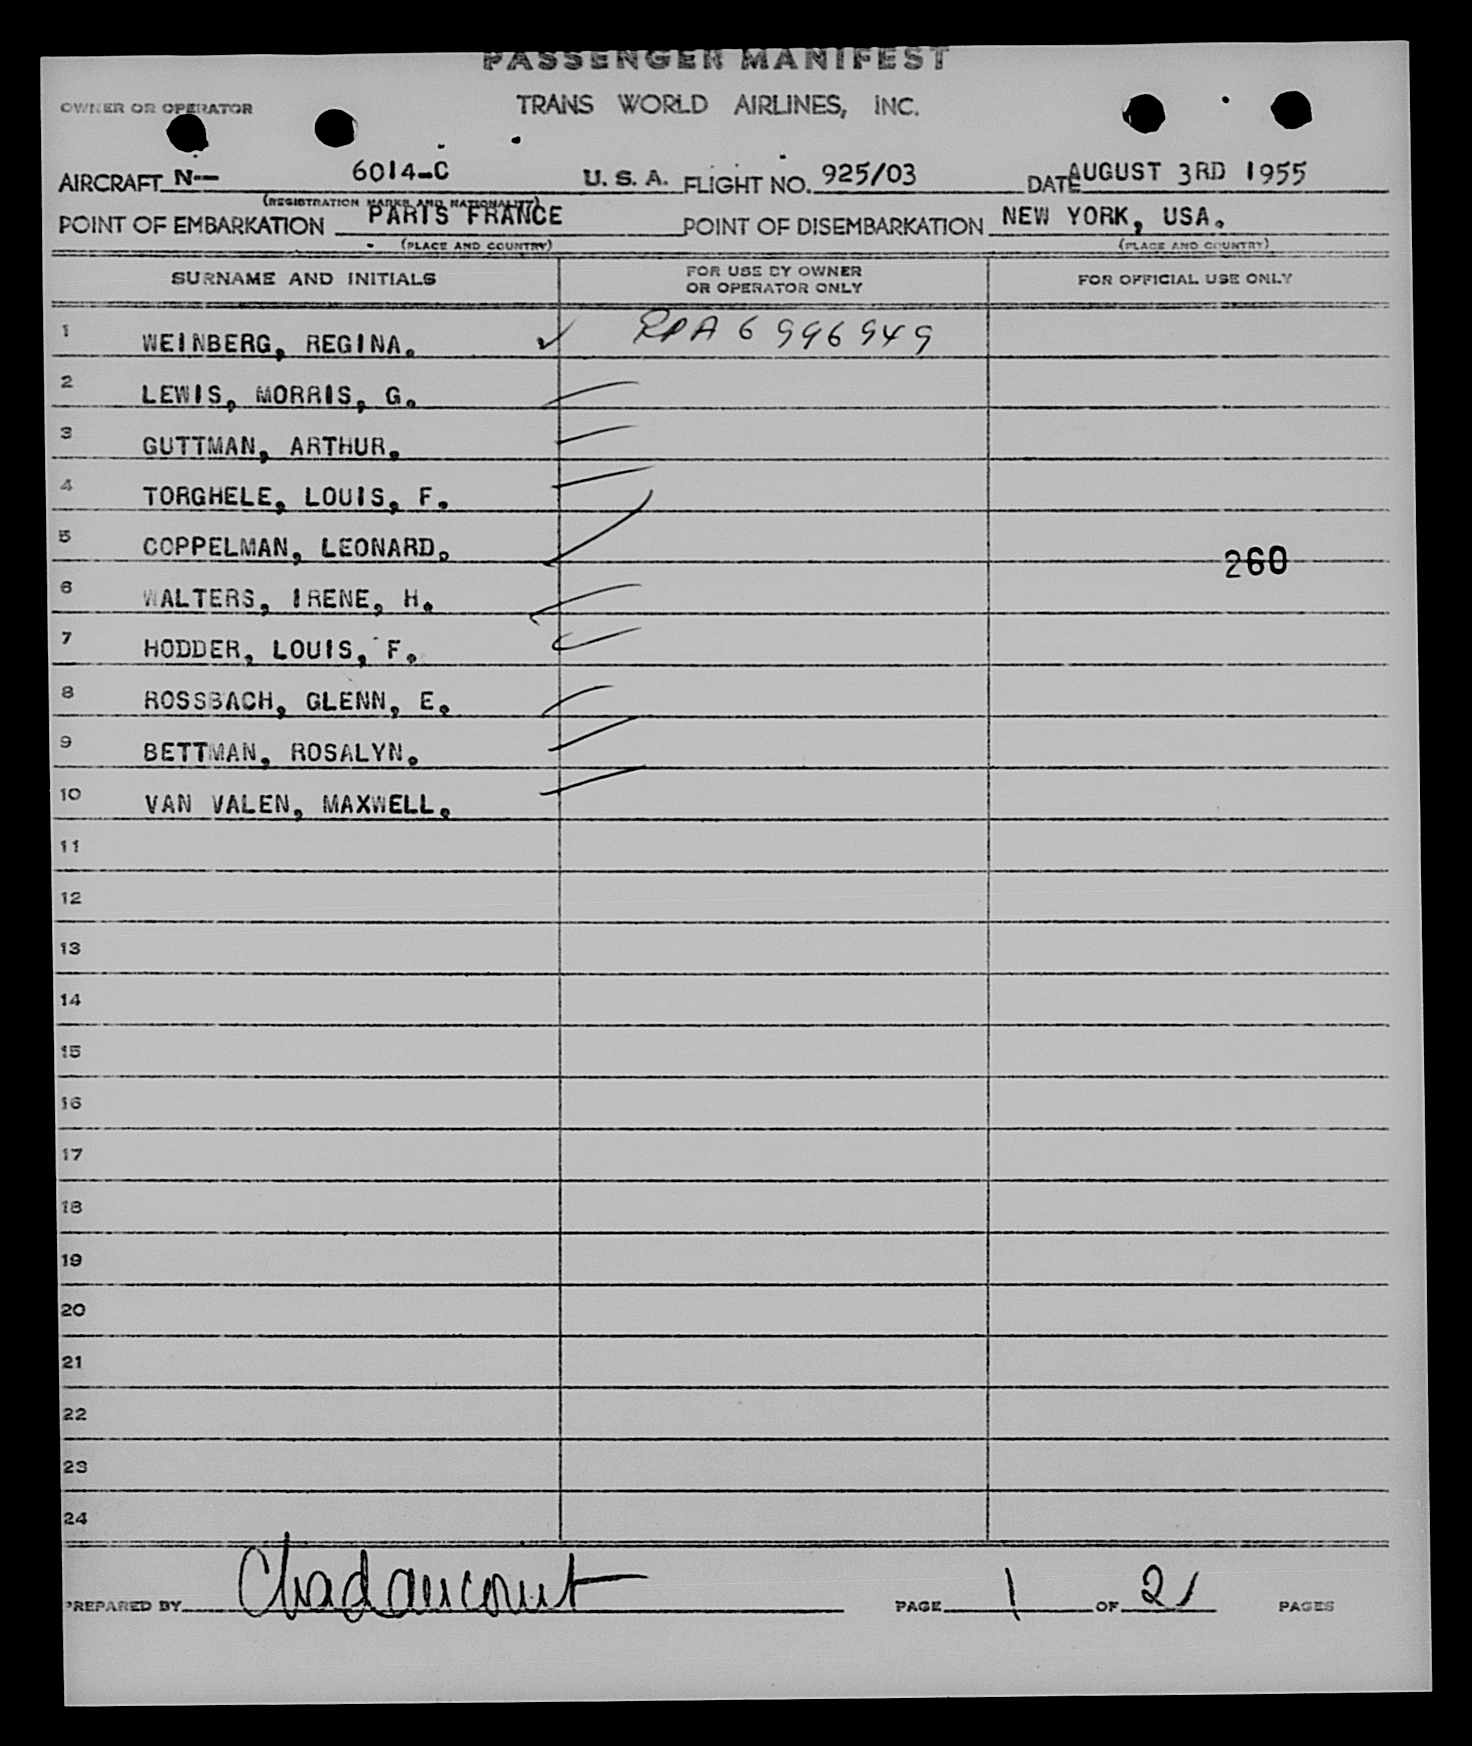 PASSENGER MANIFEST
OWNER OR OPERATOR TRANS WORLD AIRLINES, INC.
AIRCRAFT N-- 6014-C U. S. A. FLIGHT NO. 925/03 DATE AUGUST 3RD 1955
(REGISTRATION MARKS AND NATIONALITY)
POINT OF EMBARKATION PARIS FRANCE POINT OF DISEMBARKATION NEW YORK, USA.
(PLACE AND COUNTRY) (PLACE AND COUNTRY)
SURNAME AND INITIALS FOR USE BY OWNER OR OPERATOR ONLY FOR OFFICIAL USE ONLY
1 WEINBERG, REGINA. ✓ RPA 6 996 949
2 LEWIS, MORRIS, G.
3 GUTTMAN, ARTHUR.
4 TORGHELE, LOUIS, F.
5 COPPELMAN, LEONARD.
260
6 WALTERS, IRENE, H.
7 HODDER, LOUIS, F.
8 ROSSBACH, GLENN, E.
9 BETTMAN, ROSALYN.
10 VAN VALEN, MAXWELL.
11
12
13
14
15
16
17
18
19
20
21
22
23
24
PREPARED BY PAGE 1 OF 2 PAGES